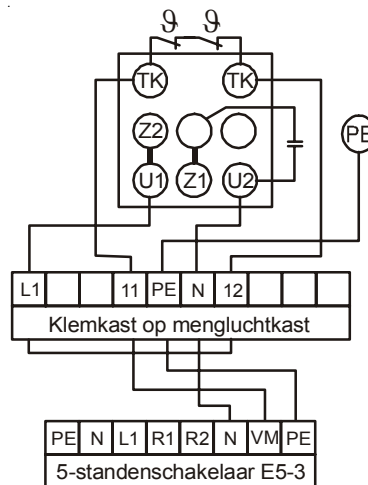 ϑ ϑ
TK TK
Z2
PE
U1 Z1 U2
L1 11 PE N 12
Klemkast op mengluchtkast
PE N L1 R1 R2 N VM PE
5-standenschakelaar E5-3